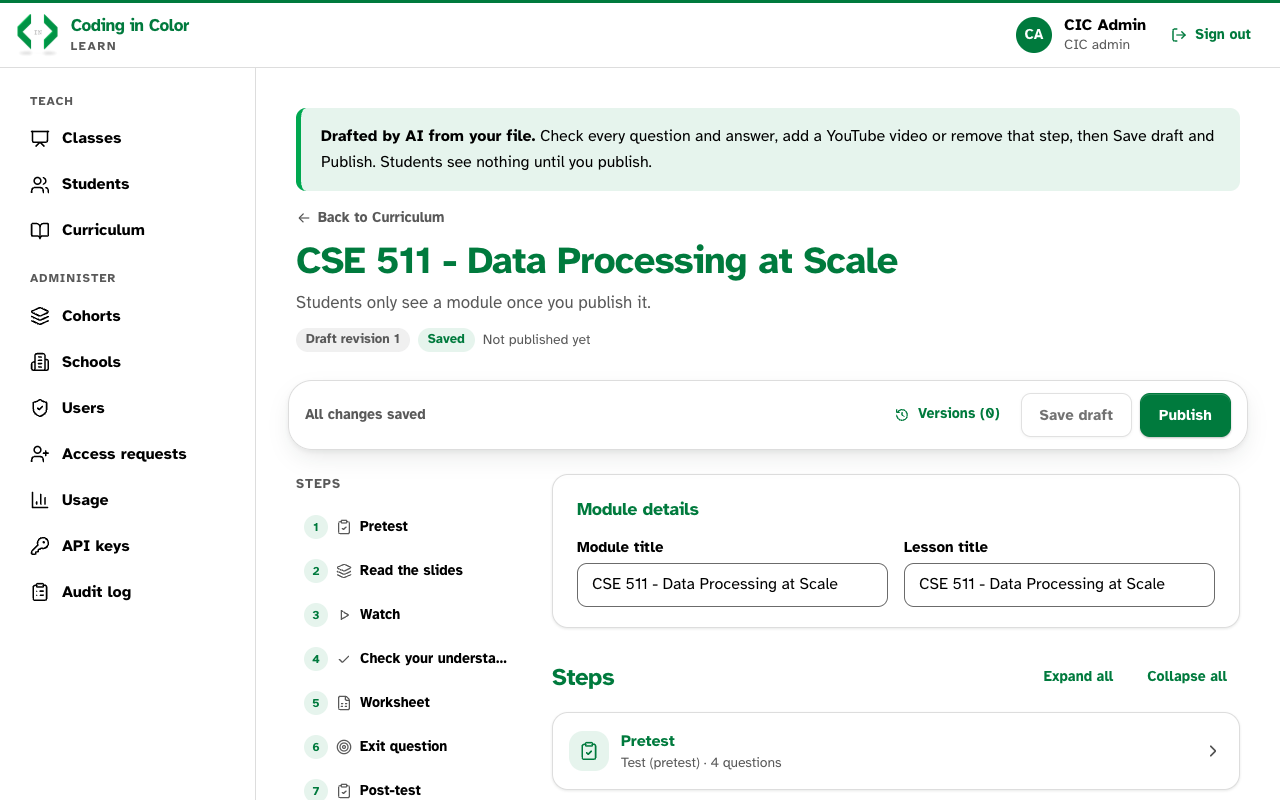 Coding in Color
LEARN
CA
CIC Admin
CIC admin
Sign out
TEACH
Classes
Students
Curriculum
ADMINISTER
Cohorts
Schools
Users
Access requests
Usage
API keys
Audit log
Drafted by AI from your file. Check every question and answer, add a YouTube video or remove that step, then Save draft and
Publish. Students see nothing until you publish.
Back to Curriculum
CSE 511 - Data Processing at Scale
Students only see a module once you publish it.
Draft revision 1
Saved
Not published yet
All changes saved
Versions (0)
Save draft
Publish
STEPS
1 Pretest
2 Read the slides
3 Watch
4 Check your understa...
5 Worksheet
6 Exit question
7 Post-test
Module details
Module title
Lesson title
CSE 511 - Data Processing at Scale
CSE 511 - Data Processing at Scale
Steps
Expand all
Collapse all
Pretest
Test (pretest) · 4 questions